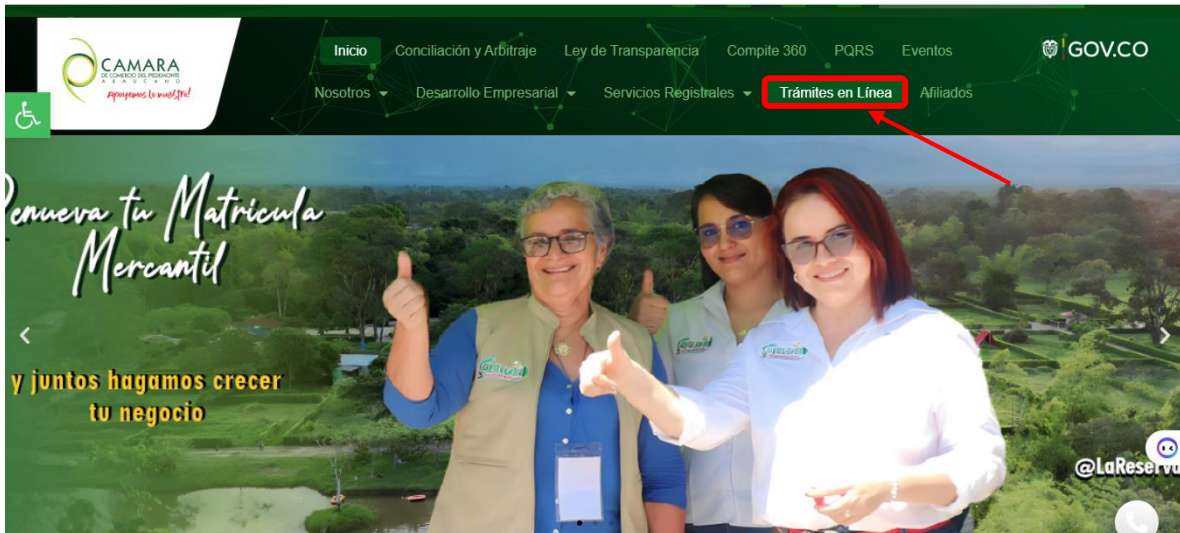 CAMARA
DE COMERCIO DEL PIEDEMONTE
ARAUCANO
Apoyemos lo nuestro!
Inicio Conciliación y Arbitraje Ley de Transparencia Compite 360 PQRS Eventos
GOV.CO
Nosotros Desarrollo Empresarial Servicios Registrales Trámites en Línea Afiliados
Renueva tu Matricula
Mercantil
y juntos hagamos crecer
tu negocio
@LaReserva